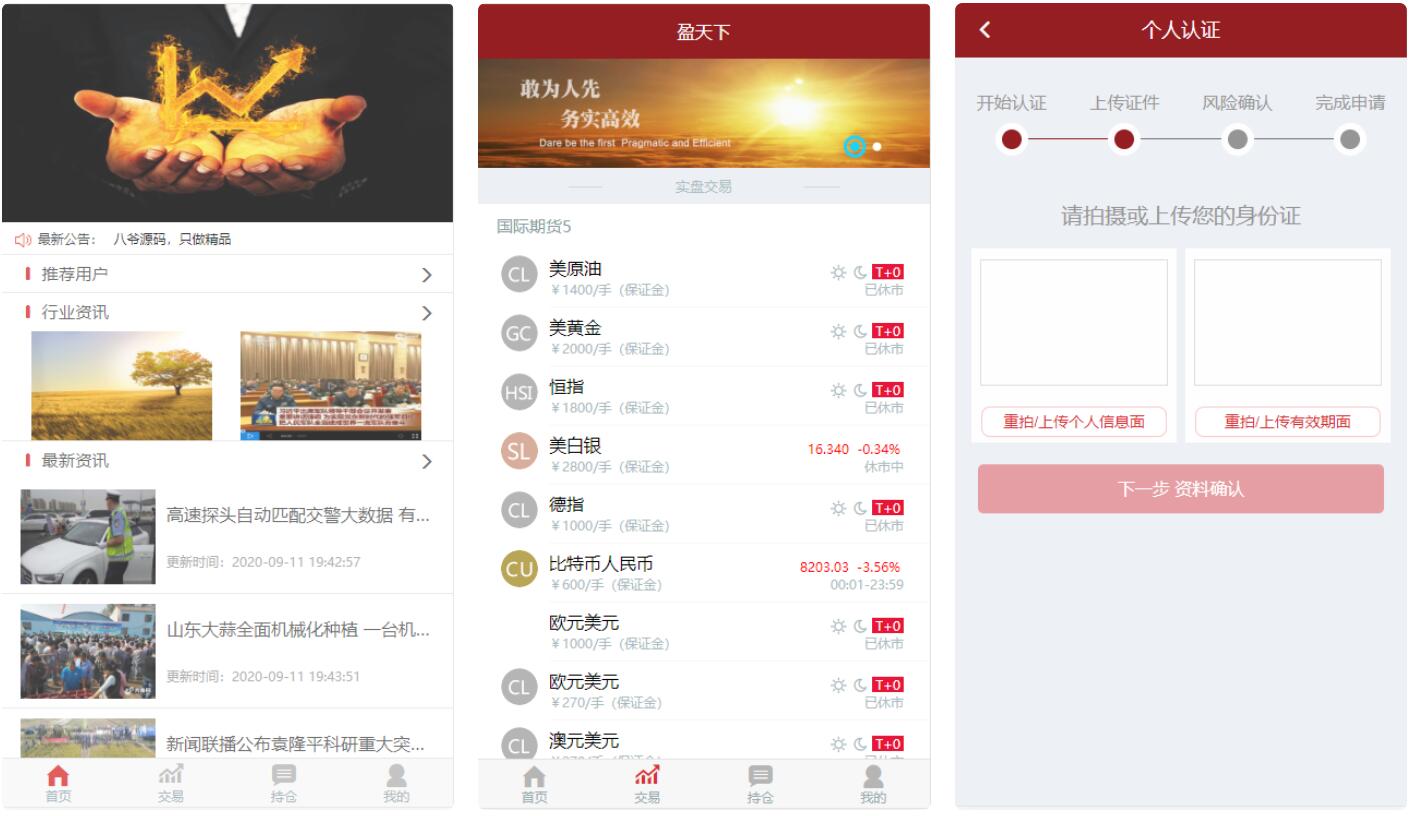 最新公告： 八爷源码，只做精品
推荐用户
行业资讯
最新资讯
高速探头自动匹配交警大数据 有...
更新时间：2020-09-11 19:42:57
山东大蒜全面机械化种植 一台机...
更新时间：2020-09-11 19:43:51
新闻联播公布袁隆平科研重大突...
首页 交易 持仓 我的
盈天下
敢为人先
务实高效
Dare be the first Pragmatic and Efficient
实盘交易
国际期货5
CL 美原油 T+0
￥1400/手（保证金） 已休市
GC 美黄金 T+0
￥2000/手（保证金） 已休市
HSI 恒指 T+0
￥1800/手（保证金） 已休市
SL 美白银 16.340 -0.34%
￥2800/手（保证金） 休市中
CL 德指 T+0
￥1000/手（保证金） 已休市
CU 比特币人民币 8203.03 -3.56%
￥600/手（保证金） 00:01-23:59
欧元美元 T+0
￥1000/手（保证金） 已休市
CL 欧元美元 T+0
￥270/手（保证金） 已休市
CL 澳元美元 T+0
首页 交易 持仓 我的
个人认证
开始认证 上传证件 风险确认 完成申请
请拍摄或上传您的身份证
重拍/上传个人信息面 重拍/上传有效期面
下一步 资料确认